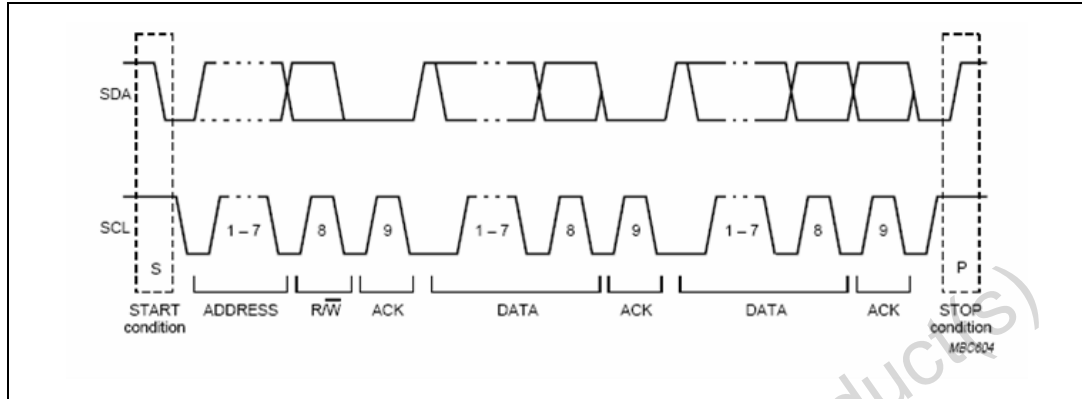 SDA
SCL
1 – 7 8 9 1 – 7 8 9 1 – 7 8 9
S P
START ADDRESS R/W̅ ACK DATA ACK DATA ACK STOP
condition condition
MBC604
duct(s)